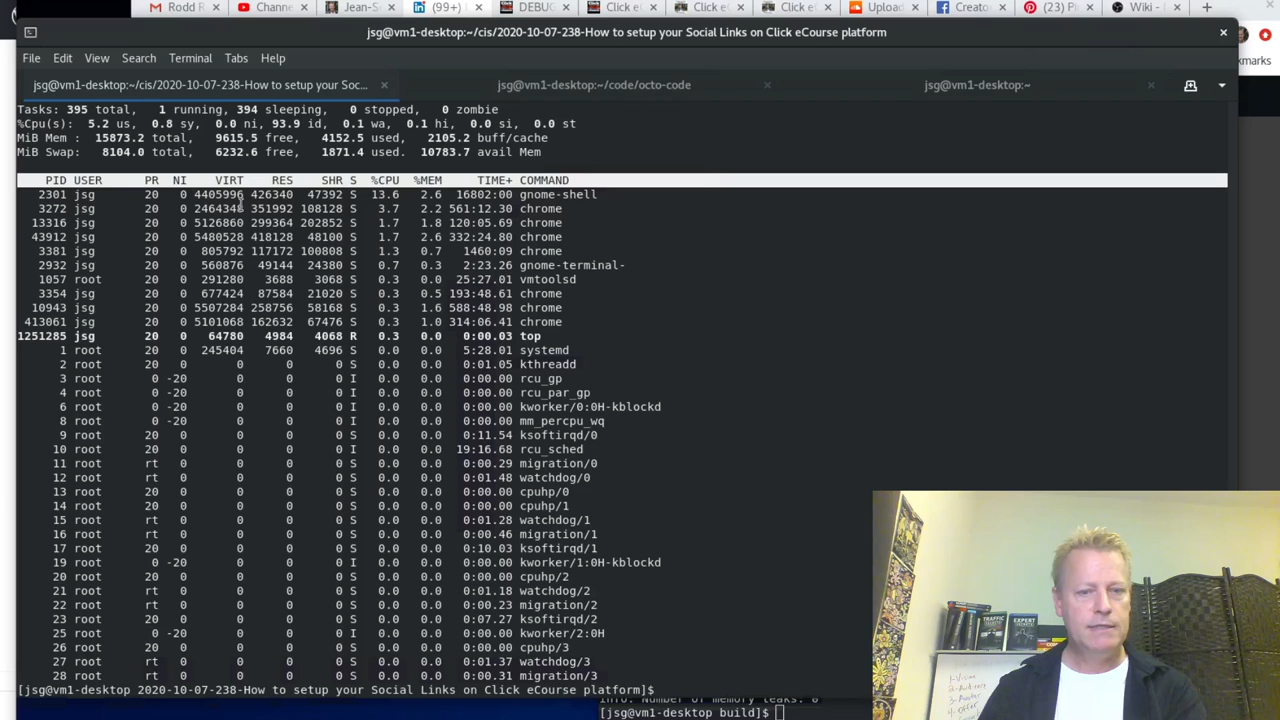 Rodd R
Channe
Jean-S
(99+) L
DEBUG
Click e
Click e
Click e
Upload
Creato
(23) Pi
Wiki - L
jsg@vm1-desktop:~/cis/2020-10-07-238-How to setup your Social Links on Click eCourse platform
File Edit View Search Terminal Tabs Help
kmarks
jsg@vm1-desktop:~/cis/2020-10-07-238-How to setup your Soc...
jsg@vm1-desktop:~/code/octo-code
jsg@vm1-desktop:~
Tasks: 395 total, 1 running, 394 sleeping, 0 stopped, 0 zombie
%Cpu(s): 5.2 us, 0.8 sy, 0.0 ni, 93.9 id, 0.1 wa, 0.1 hi, 0.0 si, 0.0 st
MiB Mem : 15873.2 total, 9615.5 free, 4152.5 used, 2105.2 buff/cache
MiB Swap: 8104.0 total, 6232.6 free, 1871.4 used. 10783.7 avail Mem
PID USER PR NI VIRT RES SHR S %CPU %MEM TIME+ COMMAND
2301 jsg 20 0 4405996 426340 47392 S 13.6 2.6 16802:00 gnome-shell
3272 jsg 20 0 2464348 351992 108128 S 3.7 2.2 561:12.30 chrome
13316 jsg 20 0 5126860 299364 202852 S 1.7 1.8 120:05.69 chrome
43912 jsg 20 0 5480528 418128 48100 S 1.7 2.6 332:24.80 chrome
3381 jsg 20 0 805792 117172 100808 S 1.3 0.7 1460:09 chrome
2932 jsg 20 0 560876 49144 24380 S 0.7 0.3 2:23.26 gnome-terminal-
1057 root 20 0 291280 3688 3068 S 0.3 0.0 25:27.01 vmtoolsd
3354 jsg 20 0 677424 87584 21020 S 0.3 0.5 193:48.61 chrome
10943 jsg 20 0 5507284 258756 58168 S 0.3 1.6 588:48.98 chrome
413061 jsg 20 0 5101068 162632 67476 S 0.3 1.0 314:06.41 chrome
1251285 jsg 20 0 64780 4984 4068 R 0.3 0.0 0:00.03 top
1 root 20 0 245404 7660 4696 S 0.0 0.0 5:28.01 systemd
2 root 20 0 0 0 0 S 0.0 0.0 0:01.05 kthreadd
3 root 0 -20 0 0 0 I 0.0 0.0 0:00.00 rcu_gp
4 root 0 -20 0 0 0 I 0.0 0.0 0:00.00 rcu_par_gp
6 root 0 -20 0 0 0 I 0.0 0.0 0:00.00 kworker/0:0H-kblockd
8 root 0 -20 0 0 0 I 0.0 0.0 0:00.00 mm_percpu_wq
9 root 20 0 0 0 0 S 0.0 0.0 0:11.54 ksoftirqd/0
10 root 20 0 0 0 0 I 0.0 0.0 19:16.68 rcu_sched
11 root rt 0 0 0 0 S 0.0 0.0 0:00.29 migration/0
12 root rt 0 0 0 0 S 0.0 0.0 0:01.48 watchdog/0
13 root 20 0 0 0 0 S 0.0 0.0 0:00.00 cpuhp/0
14 root 20 0 0 0 0 S 0.0 0.0 0:00.00 cpuhp/1
15 root rt 0 0 0 0 S 0.0 0.0 0:01.28 watchdog/1
16 root rt 0 0 0 0 S 0.0 0.0 0:00.46 migration/1
17 root 20 0 0 0 0 S 0.0 0.0 0:10.03 ksoftirqd/1
19 root 0 -20 0 0 0 I 0.0 0.0 0:00.00 kworker/1:0H-kblockd
20 root 20 0 0 0 0 S 0.0 0.0 0:00.00 cpuhp/2
21 root rt 0 0 0 0 S 0.0 0.0 0:01.18 watchdog/2
22 root rt 0 0 0 0 S 0.0 0.0 0:00.23 migration/2
23 root 20 0 0 0 0 S 0.0 0.0 0:07.27 ksoftirqd/2
25 root 0 -20 0 0 0 I 0.0 0.0 0:00.00 kworker/2:0H
26 root 20 0 0 0 0 S 0.0 0.0 0:00.00 cpuhp/3
27 root rt 0 0 0 0 S 0.0 0.0 0:01.37 watchdog/3
28 root rt 0 0 0 0 S 0.0 0.0 0:00.31 migration/3
[jsg@vm1-desktop 2020-10-07-238-How to setup your Social Links on Click eCourse platform]$
Info: Number of memory leaks: 0
[jsg@vm1-desktop build]$
TRAFFIC SECRETS
EXPERT SECRETS